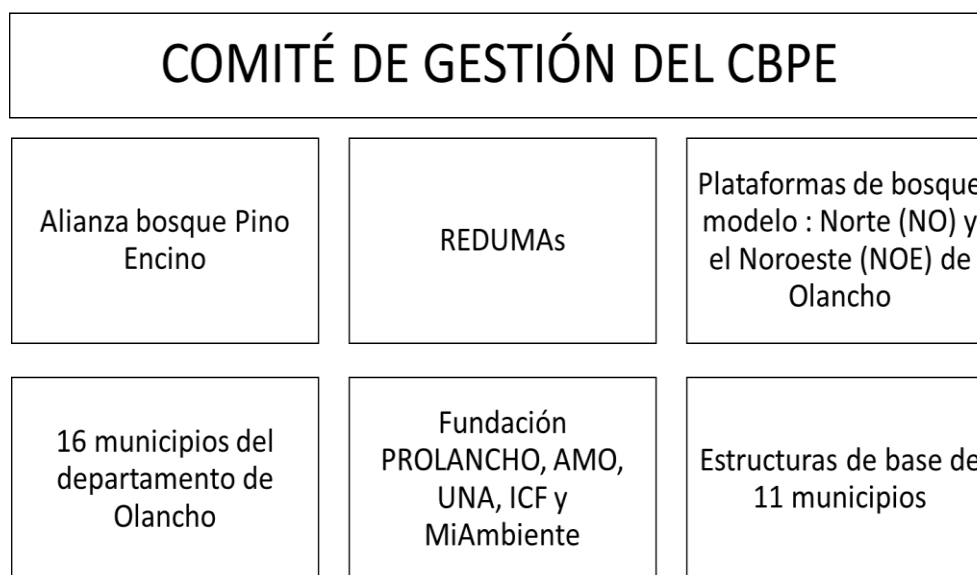 COMITÉ DE GESTIÓN DEL CBPE
Alianza bosque Pino
Encino
REDUMAs
Plataformas de bosque
modelo : Norte (NO) y
el Noroeste (NOE) de
Olancho
16 municipios del
departamento de
Olancho
Fundación
PROLANCHO, AMO,
UNA, ICF y
MiAmbiente
Estructuras de base de
11 municipios